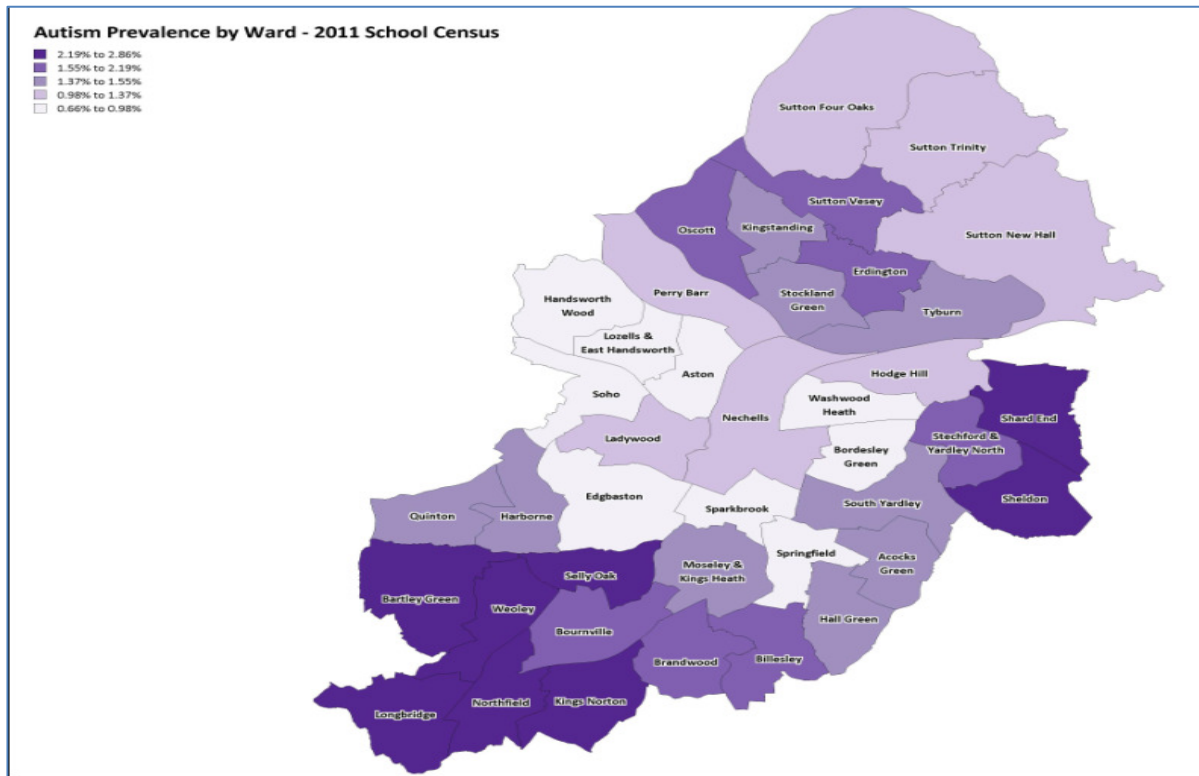 Autism Prevalence by Ward - 2011 School Census
2.19% to 2.86%
1.55% to 2.19%
1.37% to 1.55%
0.98% to 1.37%
0.66% to 0.98%
Sutton Four Oaks
Sutton Trinity
Sutton Vesey
Oscott
Kingstanding
Sutton New Hall
Erdington
Perry Barr
Stockland
Green
Tyburn
Handsworth
Wood
Lozells &
East Handsworth
Aston
Hodge Hill
Soho
Washwood
Heath
Shard End
Nechells
Ladywood
Stechford &
Yardley North
Bordesley
Green
Edgbaston
Sheldon
Sparkbrook
South Yardley
Quinton
Harborne
Springfield
Acocks
Green
Moseley &
Kings Heath
Selly Oak
Bartley Green
Weoley
Hall Green
Bournville
Brandwood
Billesley
Northfield
Kings Norton
Longbridge